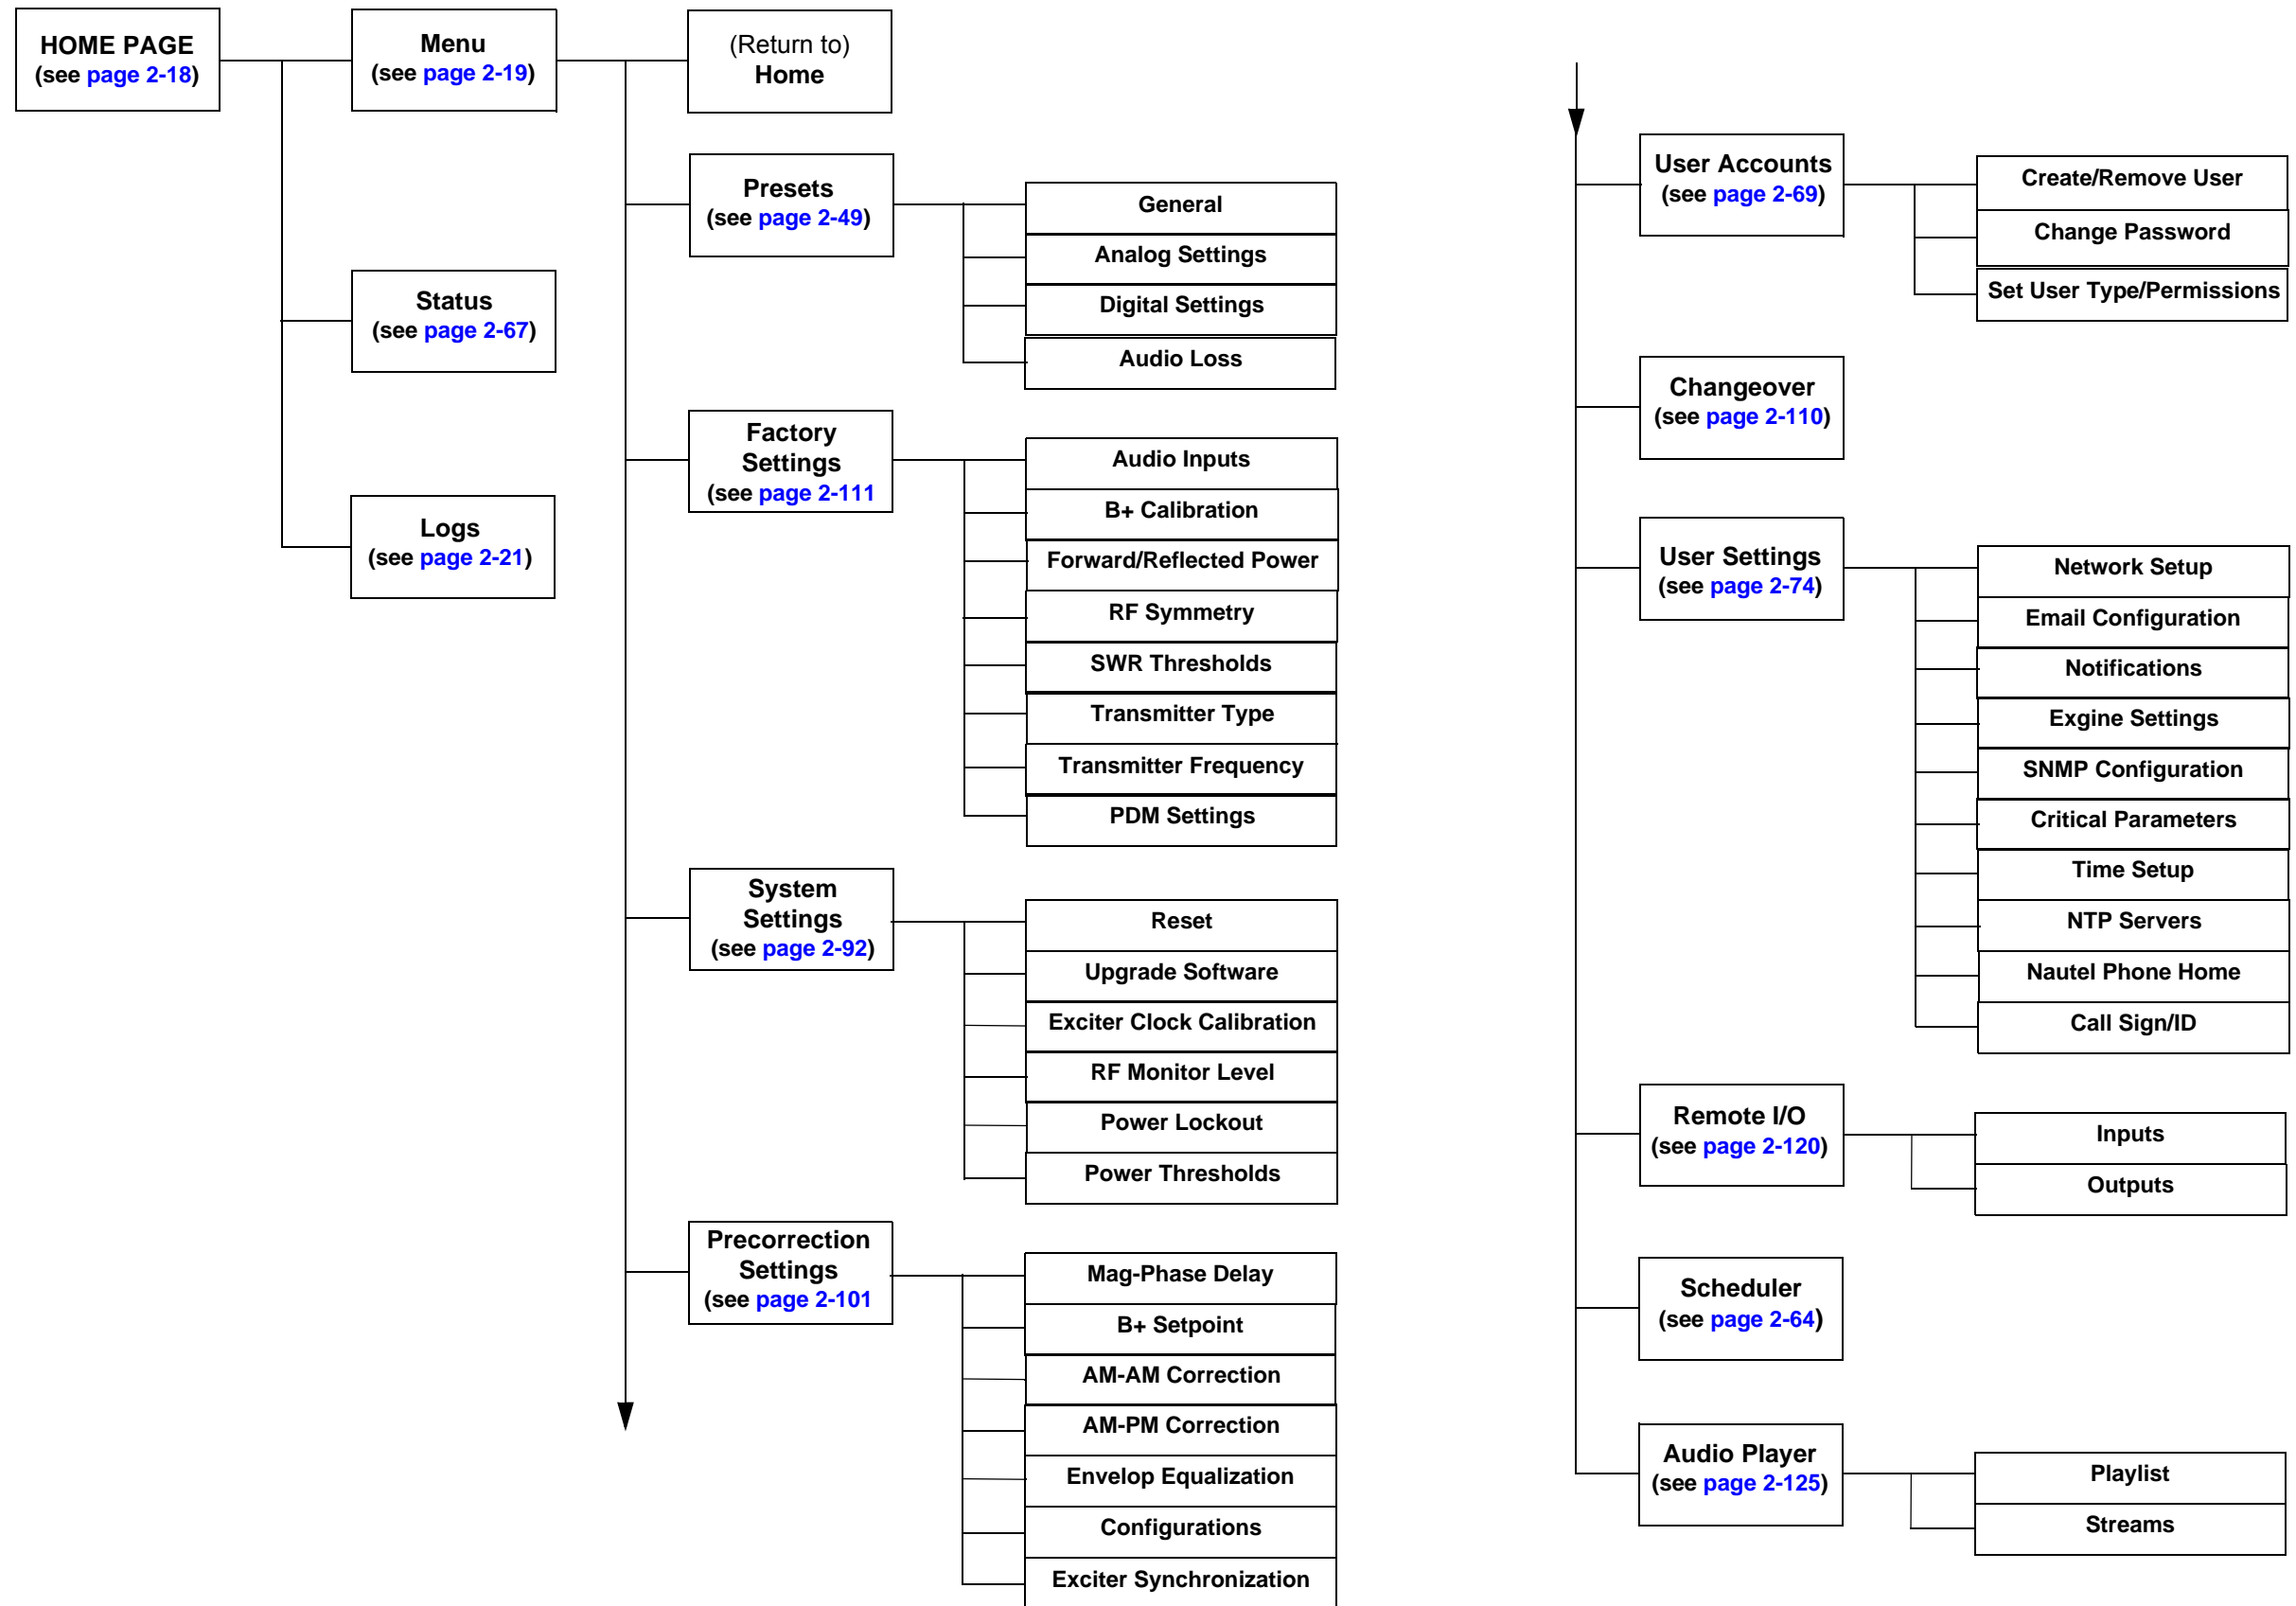 HOME PAGE
(see page 2-18)
Menu
(see page 2-19)
(Return to)
Home
Status
(see page 2-67)
Logs
(see page 2-21)
Presets
(see page 2-49)
General
Analog Settings
Digital Settings
Audio Loss
Factory
Settings
(see page 2-111
Audio Inputs
B+ Calibration
Forward/Reflected Power
RF Symmetry
SWR Thresholds
Transmitter Type
Transmitter Frequency
PDM Settings
System
Settings
(see page 2-92)
Reset
Upgrade Software
Exciter Clock Calibration
RF Monitor Level
Power Lockout
Power Thresholds
Precorrection
Settings
(see page 2-101
Mag-Phase Delay
B+ Setpoint
AM-AM Correction
AM-PM Correction
Envelop Equalization
Configurations
Exciter Synchronization
User Accounts
(see page 2-69)
Create/Remove User
Change Password
Set User Type/Permissions
Changeover
(see page 2-110)
User Settings
(see page 2-74)
Network Setup
Email Configuration
Notifications
Exgine Settings
SNMP Configuration
Critical Parameters
Time Setup
NTP Servers
Nautel Phone Home
Call Sign/ID
Remote I/O
(see page 2-120)
Inputs
Outputs
Scheduler
(see page 2-64)
Audio Player
(see page 2-125)
Playlist
Streams